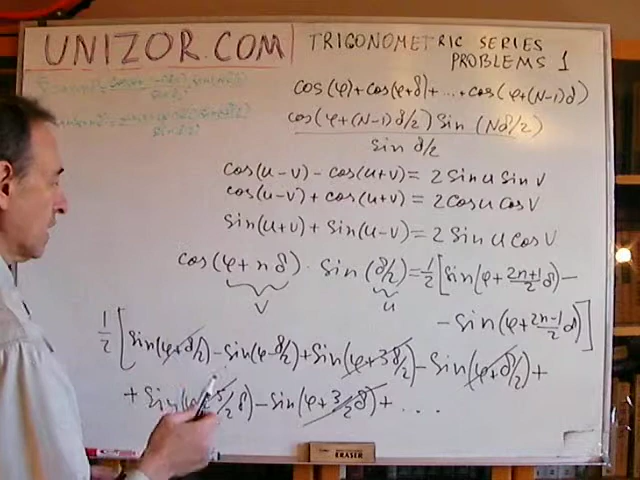 UNIZOR.COM
TRIGONOMETRIC SERIES
PROBLEMS 1
cos(φ)+cos(φ+δ)+...+cos(φ+(N-1)δ)
cos(φ+(N-1)δ/2) sin(Nδ/2)
sin δ/2
cos(u-v) - cos(u+v) = 2 sin u sin v
cos(u-v) + cos(u+v) = 2 cos u cos v
sin(u+v) + sin(u-v) = 2 sin u cos v
cos(φ+nδ) · sin(δ/2) = 1/2 [sin(φ+ 2n+1/2 δ) -
v u
- sin(φ+ 2n-1/2 δ)]
1/2 [sin(φ+δ/2) - sin(φ-δ/2) + sin(φ+3δ/2) - sin(φ+δ/2) +
+ sin( 5/2 δ) - sin(φ+3/2 δ) + ...
ERASER